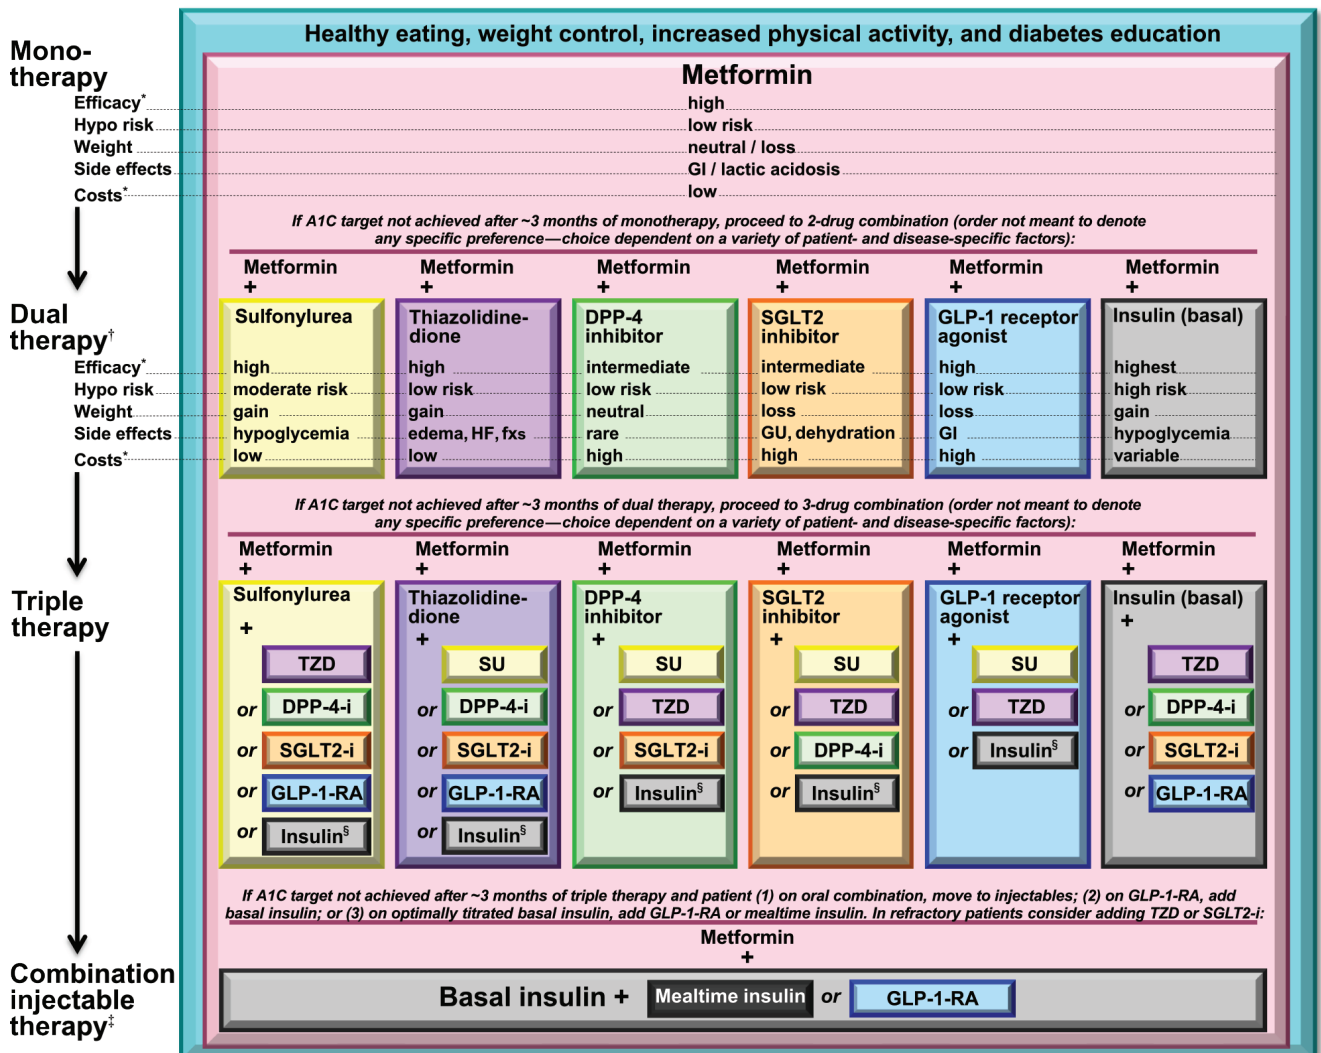 Healthy eating, weight control, increased physical activity, and diabetes education
Mono-
therapy
Metformin
Efficacy* high
Hypo risk low risk
Weight neutral / loss
Side effects GI / lactic acidosis
Costs* low
If A1C target not achieved after ~3 months of monotherapy, proceed to 2-drug combination (order not meant to denote
any specific preference—choice dependent on a variety of patient- and disease-specific factors):
Metformin Metformin Metformin Metformin Metformin Metformin
+ + + + + +
Dual
therapy†
Sulfonylurea
Thiazolidine-
dione
DPP-4
inhibitor
SGLT2
inhibitor
GLP-1 receptor
agonist
Insulin (basal)
Efficacy* high high intermediate intermediate high highest
Hypo risk moderate risk low risk low risk low risk low risk high risk
Weight gain gain neutral loss loss gain
Side effects hypoglycemia edema, HF, fxs rare GU, dehydration GI hypoglycemia
Costs* low low high high high variable
If A1C target not achieved after ~3 months of dual therapy, proceed to 3-drug combination (order not meant to denote
any specific preference—choice dependent on a variety of patient- and disease-specific factors):
Metformin Metformin Metformin Metformin Metformin Metformin
+ + + + + +
Triple
therapy
Sulfonylurea
+
TZD
or DPP-4-i
or SGLT2-i
or GLP-1-RA
or Insulin§
Thiazolidine-
dione
+
SU
or DPP-4-i
or SGLT2-i
or GLP-1-RA
or Insulin§
DPP-4
inhibitor
+
SU
or TZD
or SGLT2-i
or Insulin§
SGLT2
inhibitor
+
SU
or TZD
or DPP-4-i
or Insulin§
GLP-1 receptor
agonist
+
SU
or TZD
or Insulin§
Insulin (basal)
+
TZD
or DPP-4-i
or SGLT2-i
or GLP-1-RA
If A1C target not achieved after ~3 months of triple therapy and patient (1) on oral combination, move to injectables; (2) on GLP-1-RA, add
basal insulin; or (3) on optimally titrated basal insulin, add GLP-1-RA or mealtime insulin. In refractory patients consider adding TZD or SGLT2-i:
Metformin
+
Combination
injectable
therapy‡
Basal insulin + Mealtime insulin or GLP-1-RA